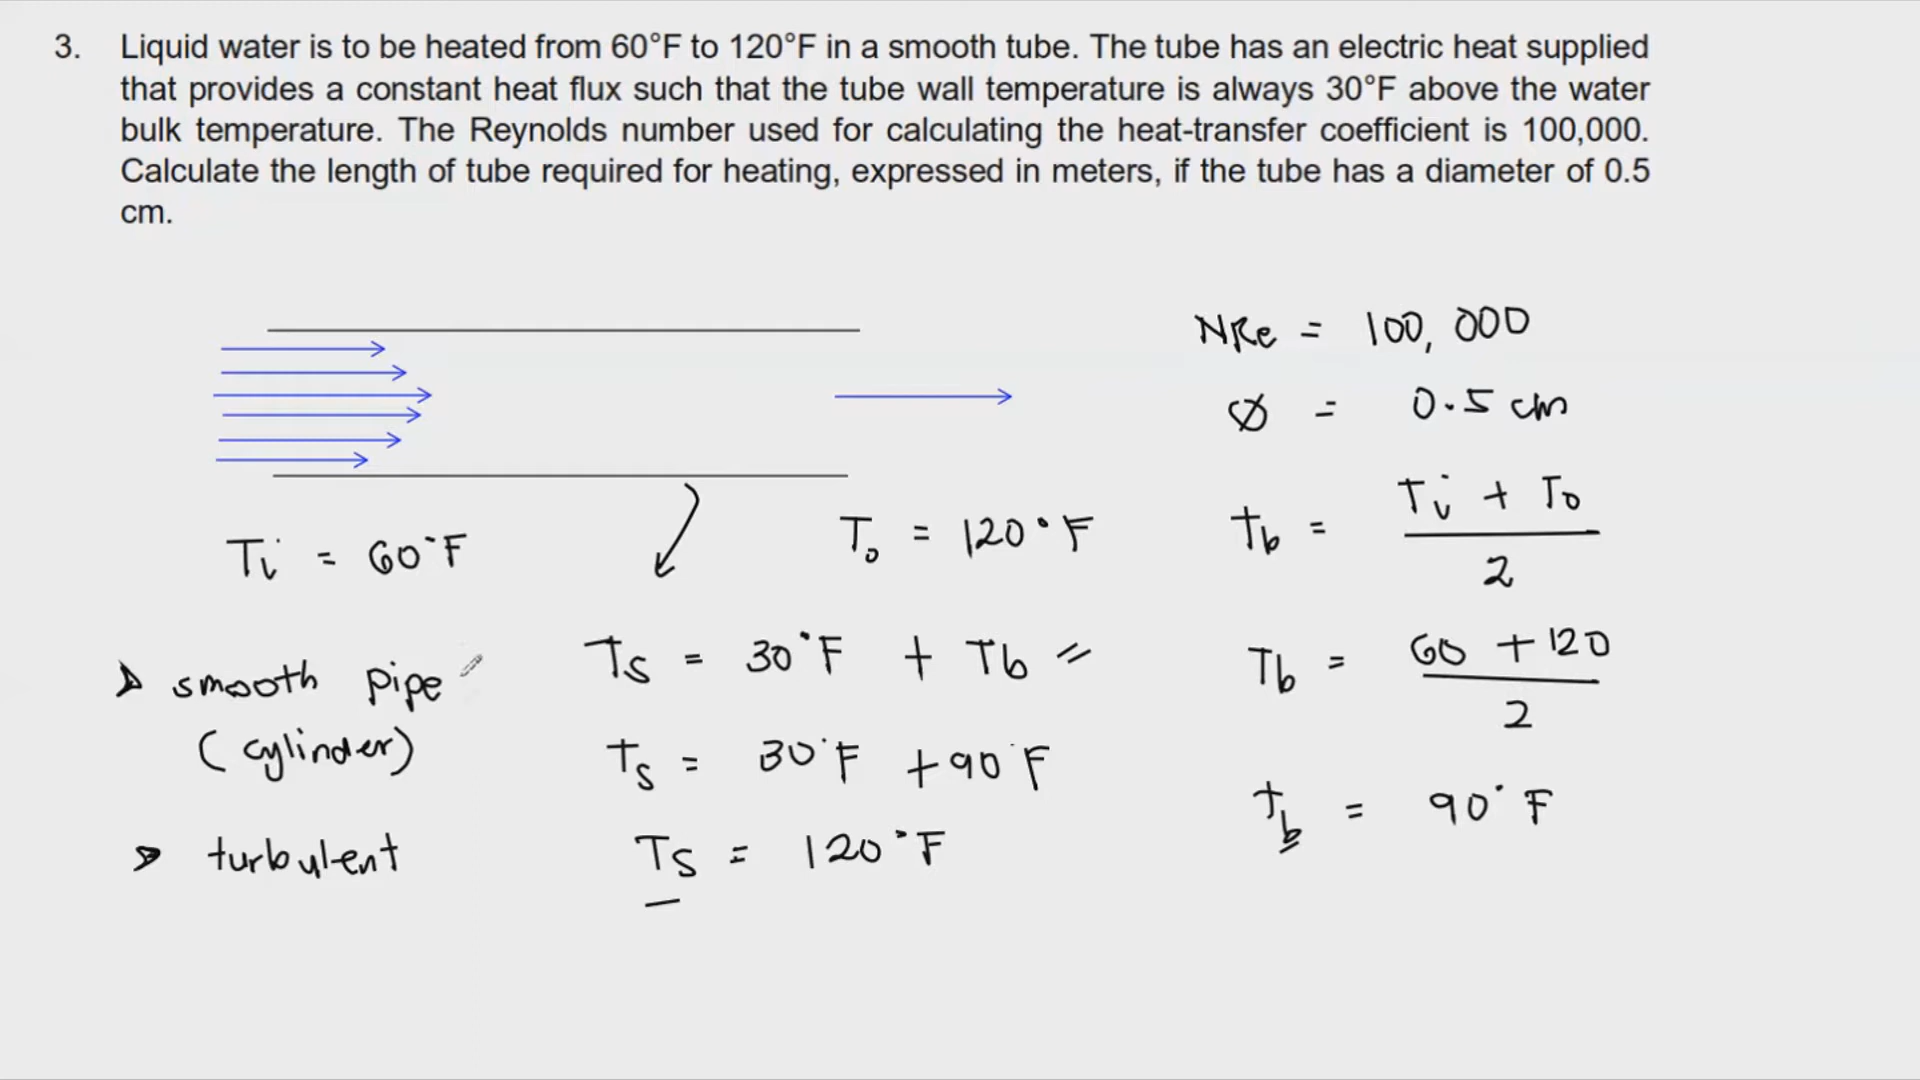 3. Liquid water is to be heated from 60°F to 120°F in a smooth tube. The tube has an electric heat supplied
that provides a constant heat flux such that the tube wall temperature is always 30°F above the water
bulk temperature. The Reynolds number used for calculating the heat-transfer coefficient is 100,000.
Calculate the length of tube required for heating, expressed in meters, if the tube has a diameter of 0.5
cm.
NRe = 100,000
Ø = 0.5 cm
Ti = 60°F
To = 120°F
tb = Ti + To
2
smooth pipe
(cylinder)
turbulent
Ts = 30°F + Tb =
Ts = 30°F + 90°F
Ts = 120°F
Tb = 60 + 120
2
tb = 90°F